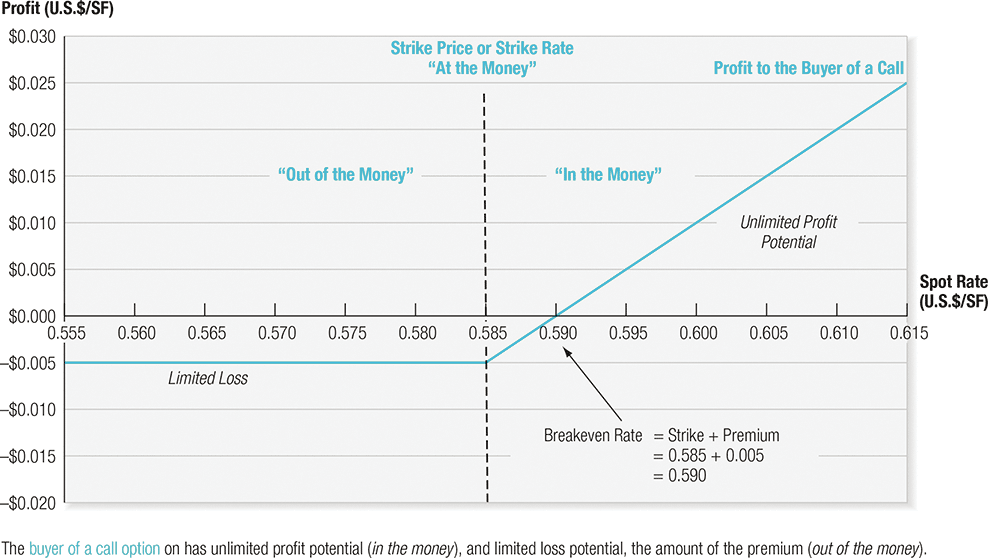 Profit (U.S.$/SF)
$0.030
Strike Price or Strike Rate
“At the Money”
Profit to the Buyer of a Call
$0.025
$0.020
$0.015
“Out of the Money”
“In the Money”
$0.010
Unlimited Profit
Potential
$0.005
Spot Rate
(U.S.$/SF)
$0.000
0.555 0.560 0.565 0.570 0.575 0.580 0.585 0.590 0.595 0.600 0.605 0.610 0.615
–$0.005
Limited Loss
–$0.010
Breakeven Rate = Strike + Premium
= 0.585 + 0.005
= 0.590
–$0.015
–$0.020
The buyer of a call option on has unlimited profit potential (in the money), and limited loss potential, the amount of the premium (out of the money).